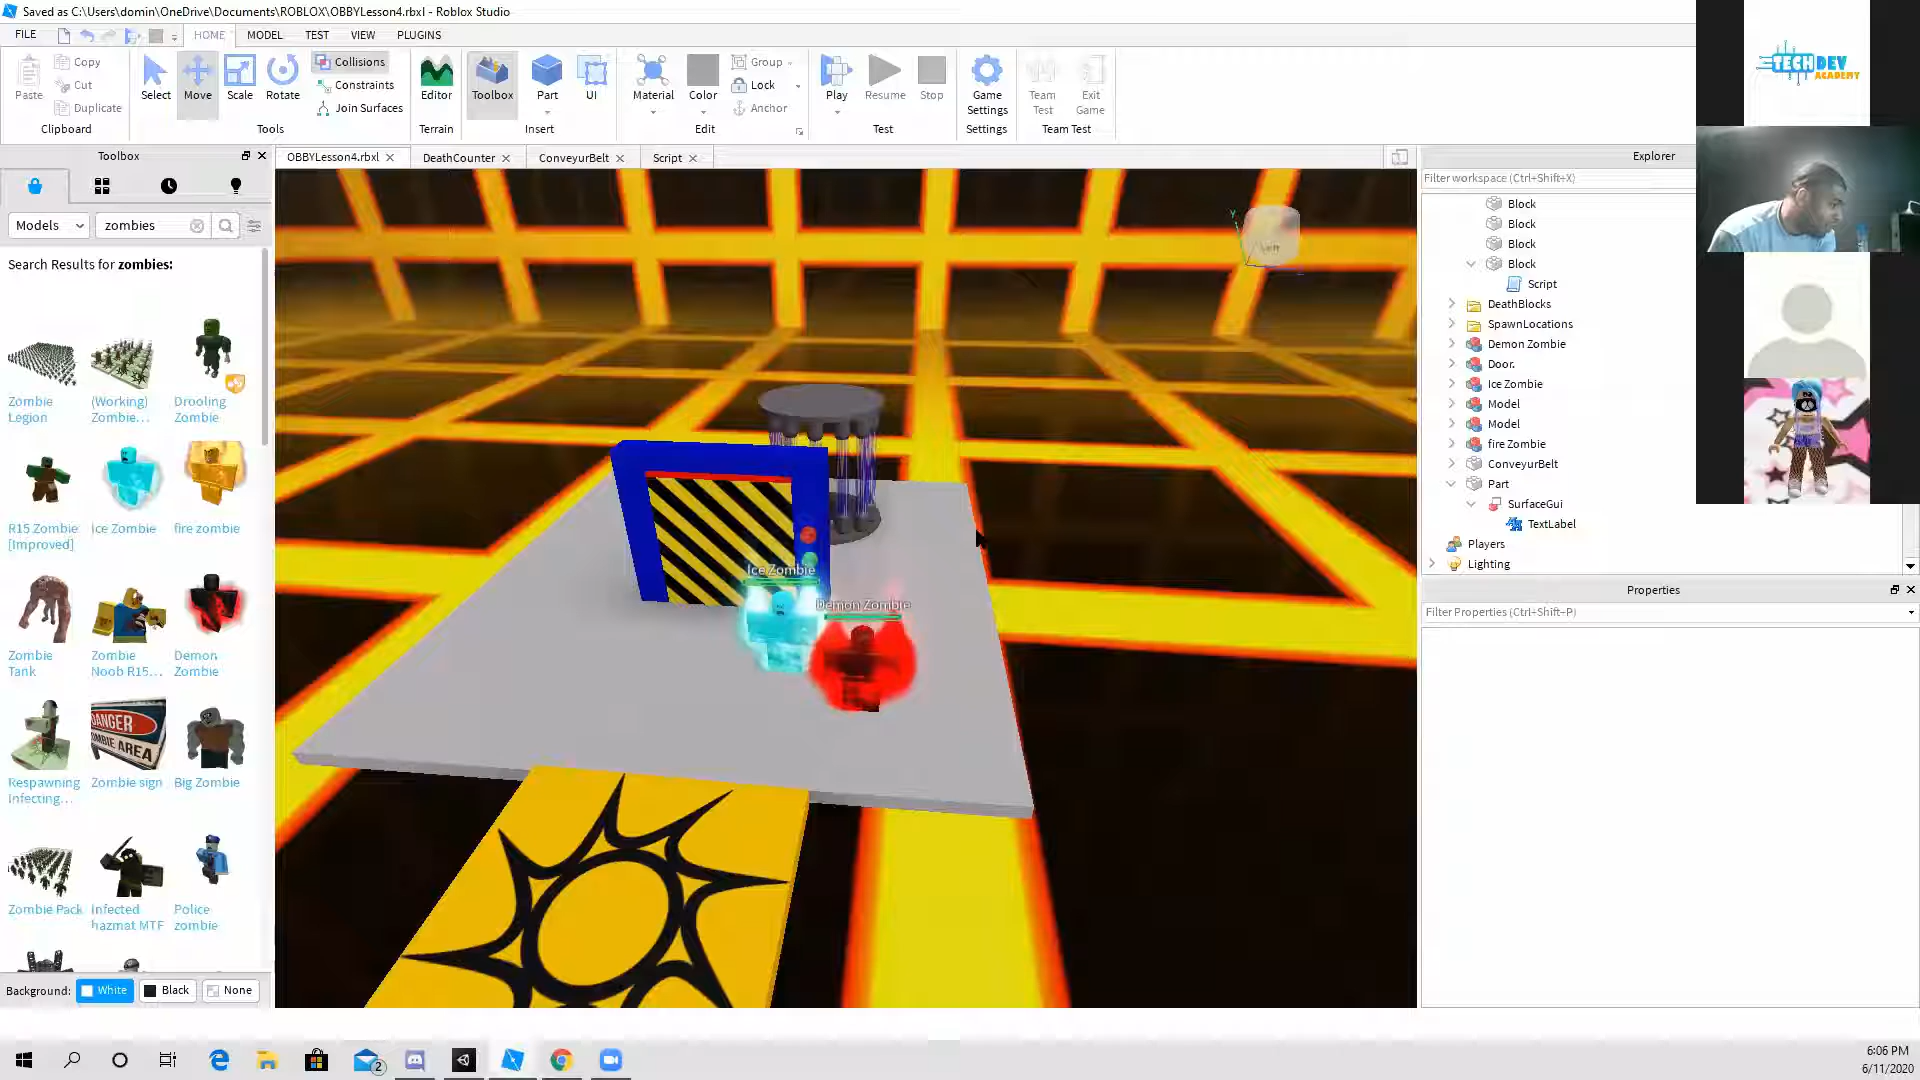 Saved as C:\Users\domin\OneDrive\Documents\ROBLOX\OBBYLesson4.rbxl - Roblox Studio
FILE
HOME
MODEL
TEST
VIEW
PLUGINS
Paste
Copy
Cut
Duplicate
Clipboard
Select
Move
Scale
Rotate
Collisions
Constraints
Join Surfaces
Tools
Editor
Terrain
Toolbox
Part
UI
Insert
Material
Color
Group
Lock
Anchor
Edit
Play
Resume
Stop
Test
Game
Settings
Settings
Team
Test
Exit
Game
Team Test
TECHDEV
ACADEMY
Toolbox
OBBYLesson4.rbxl
DeathCounter
ConveyurBelt
Script
Models
zombies
Search Results for zombies:
Zombie
Legion
(Working)
Zombie...
Drooling
Zombie
R15 Zombie
[Improved]
Ice Zombie
fire zombie
Zombie
Tank
Zombie
Noob R15...
Demon
Zombie
DANGER
ZOMBIE AREA
Respawning
Infecting...
Zombie sign
Big Zombie
Zombie Pack
Infected
hazmat MTF
Police
zombie
Background:
White
Black
None
Y
Left
Ice Zombie
Demon Zombie
Explorer
Filter workspace (Ctrl+Shift+X)
Block
Block
Block
Block
Script
DeathBlocks
SpawnLocations
Demon Zombie
Door.
Ice Zombie
Model
Model
fire Zombie
ConveyurBelt
Part
SurfaceGui
TextLabel
Players
Lighting
Properties
Filter Properties (Ctrl+Shift+P)
2
6:06 PM
6/11/2020